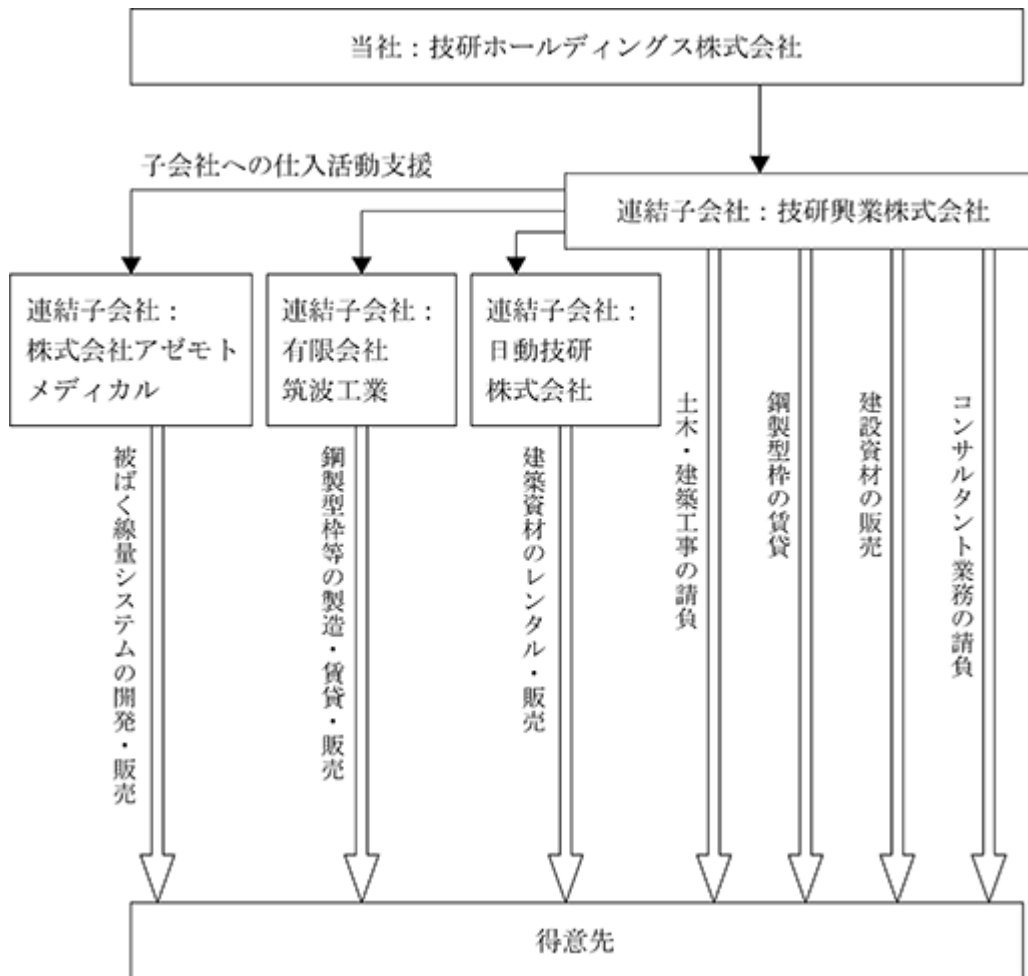 当社：技研ホールディングス株式会社
子会社への仕入活動支援
連結子会社：技研興業株式会社
連結子会社：
株式会社アゼモト
メディカル
連結子会社：
有限会社
筑波工業
連結子会社：
日動技研
株式会社
被ばく線量システムの開発・販売
鋼製型枠等の製造・賃貸・販売
建築資材のレンタル・販売
土木・建築工事の請負
鋼製型枠の賃貸
建設資材の販売
コンサルタント業務の請負
得意先